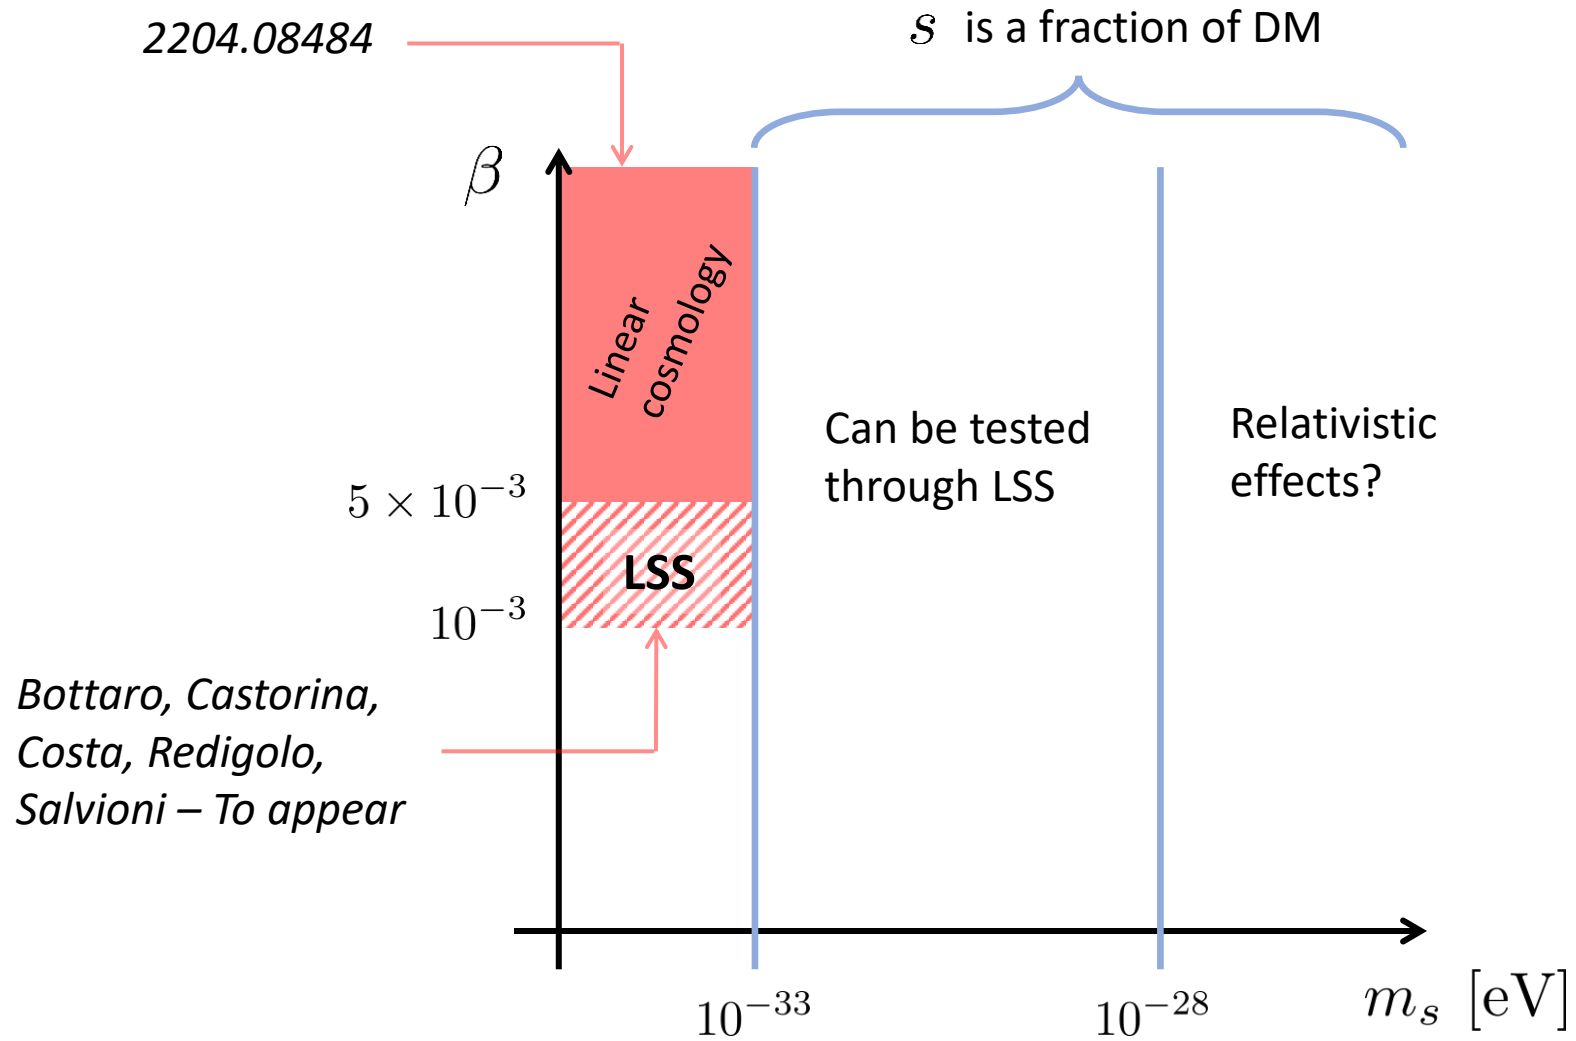 2204.08484
s is a fraction of DM
β
Linear
cosmology
Can be tested
through LSS
Relativistic
effects?
5 × 10⁻³
LSS
10⁻³
Bottaro, Castorina,
Costa, Redigolo,
Salvioni – To appear
10⁻³³
10⁻²⁸
mₛ [eV]